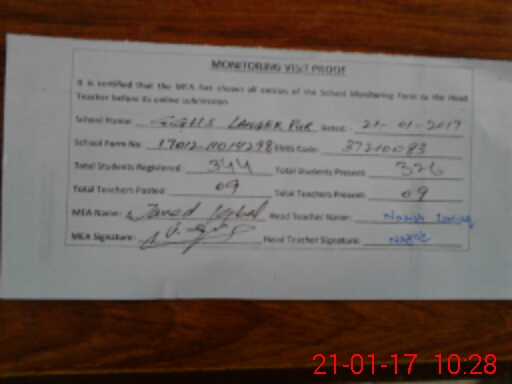 MONITORING VISIT PROOF
It is certified that the MEA has shown all entries of the School Monitoring Form to the Head
Teacher before its online submission
School Name: GGHS LANGER PUR Dated: 21-01-2017
School Form No: 17012-H014298 EMIS Code: 37210083
Total Students Registered: 344 Total Students Present: 326
Total Teachers Posted: 09 Total Teachers Present: 09
MEA Name: Javed Iqbal Head Teacher Name:
MEA Signature: Head Teacher Signature:
21-01-17 10:28